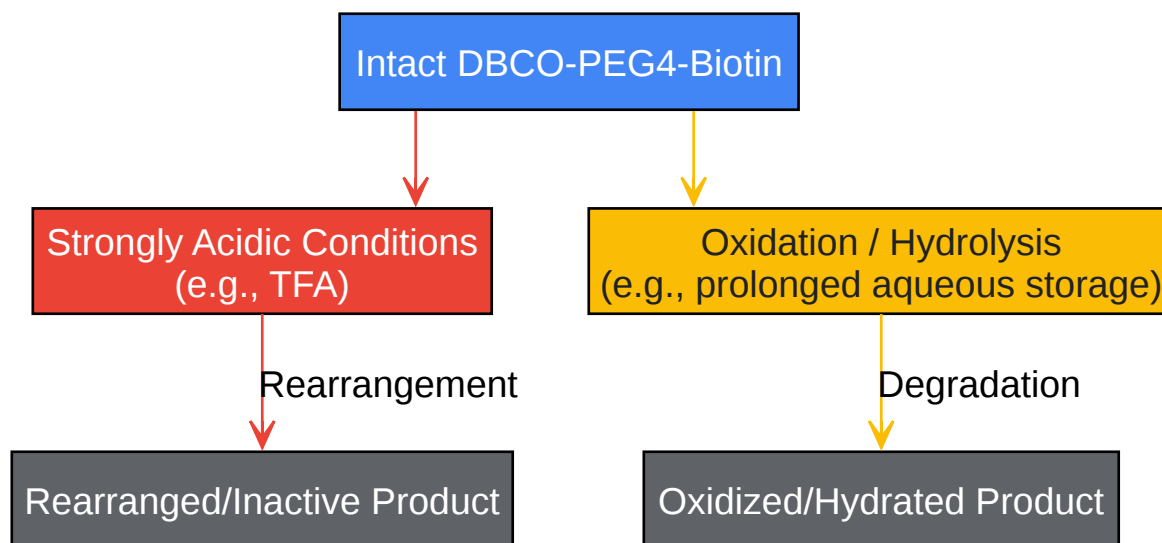 Intact DBCO-PEG4-Biotin
Strongly Acidic Conditions
(e.g., TFA)
Oxidation / Hydrolysis
(e.g., prolonged aqueous storage)
Rearrangement
Degradation
Rearranged/Inactive Product
Oxidized/Hydrated Product